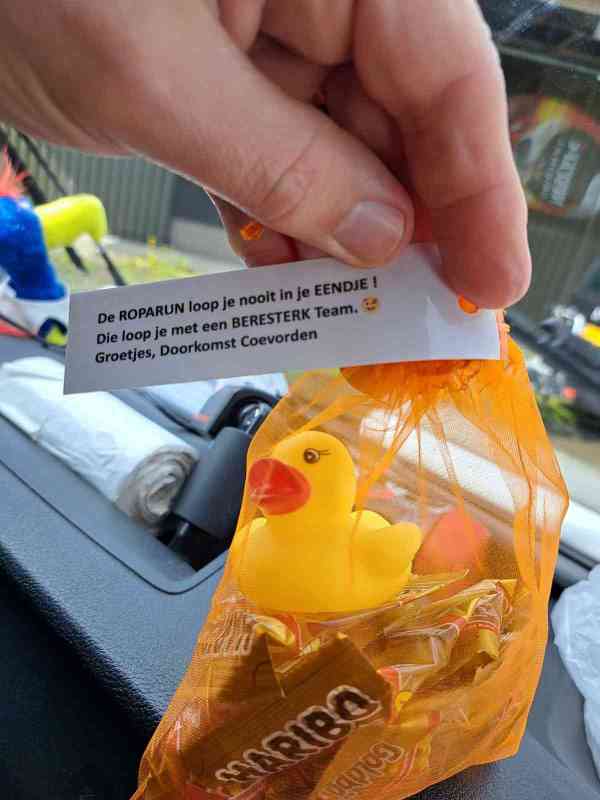 De ROPARUN loop je nooit in je EENDJE !
Die loop je met een BERESTERK Team. 😉
Groetjes, Doorkomst Coevorden
HARIBO
Goldbä